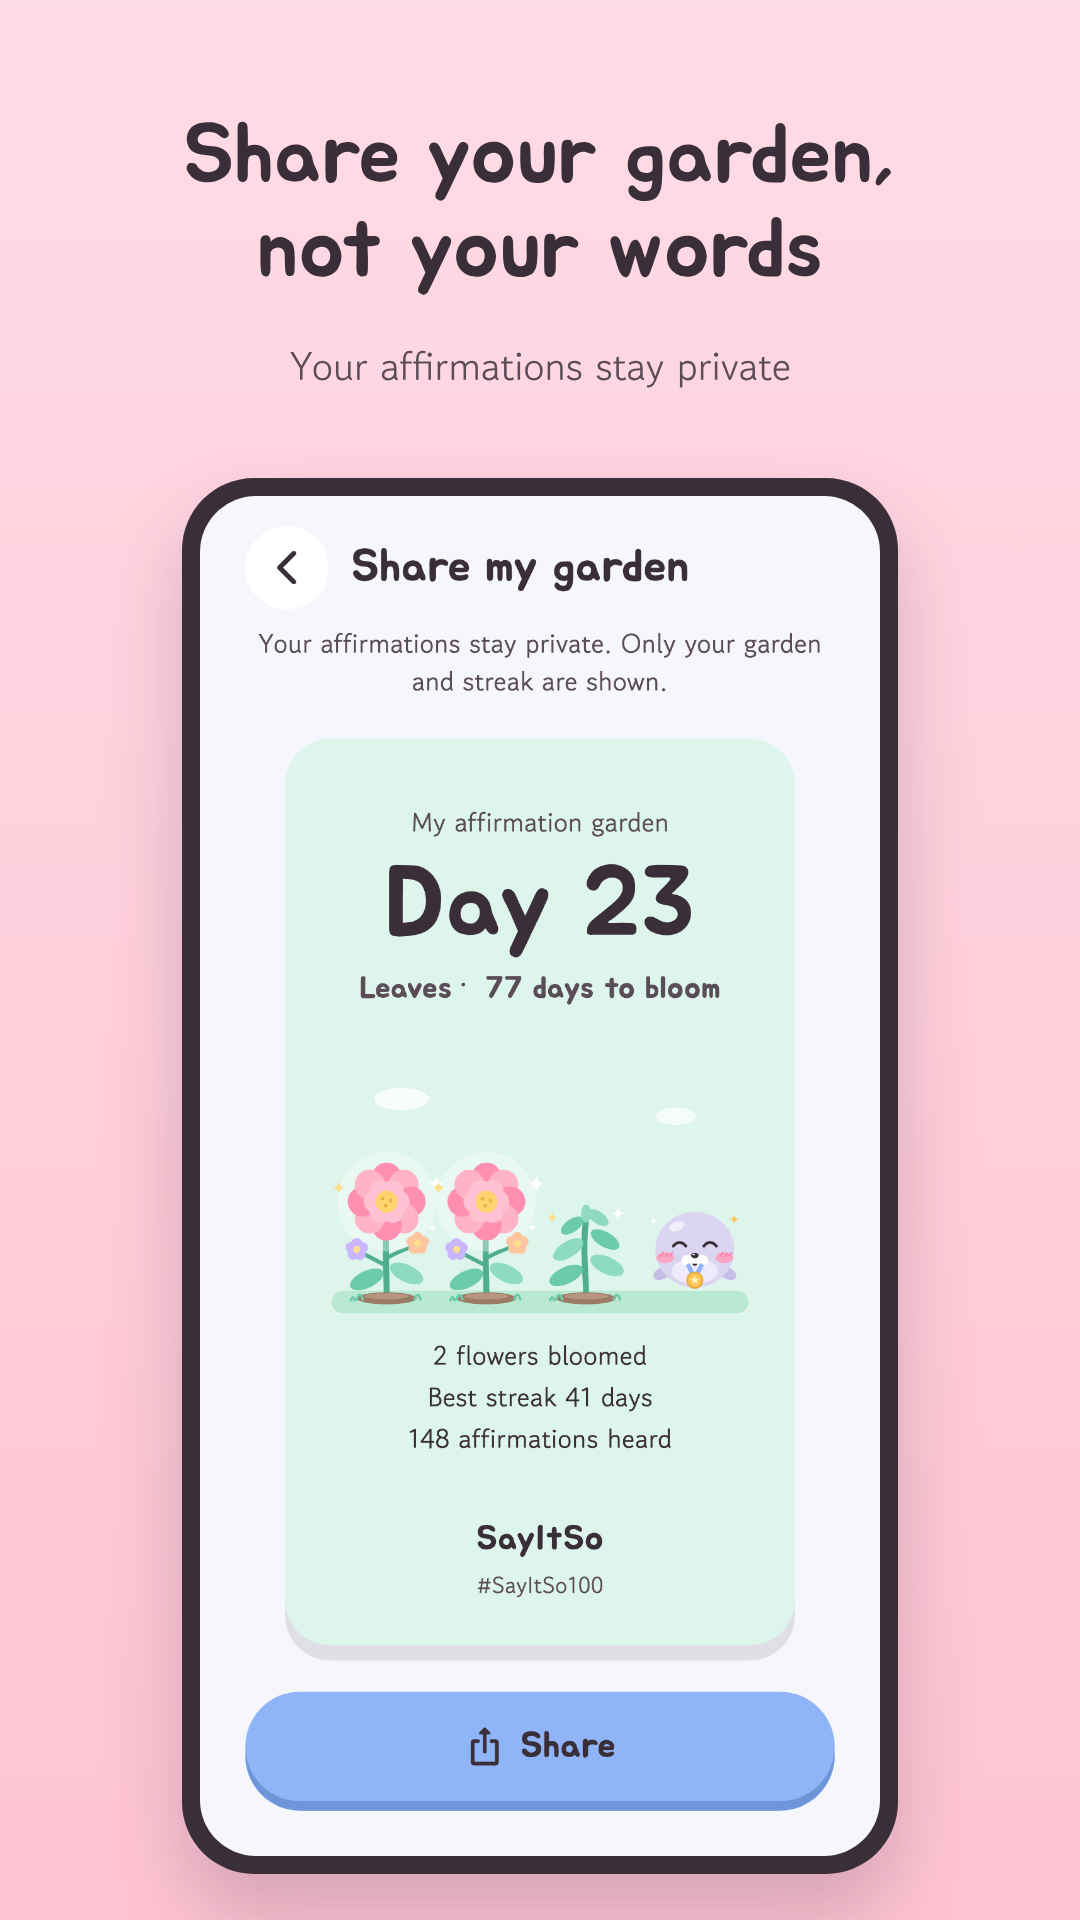 Share your garden,
not your words
Your affirmations stay private
Share my garden
Your affirmations stay private. Only your garden
and streak are shown.
My affirmation garden
Day 23
Leaves · 77 days to bloom
2 flowers bloomed
Best streak 41 days
148 affirmations heard
SayItSo
#SayItSo100
Share